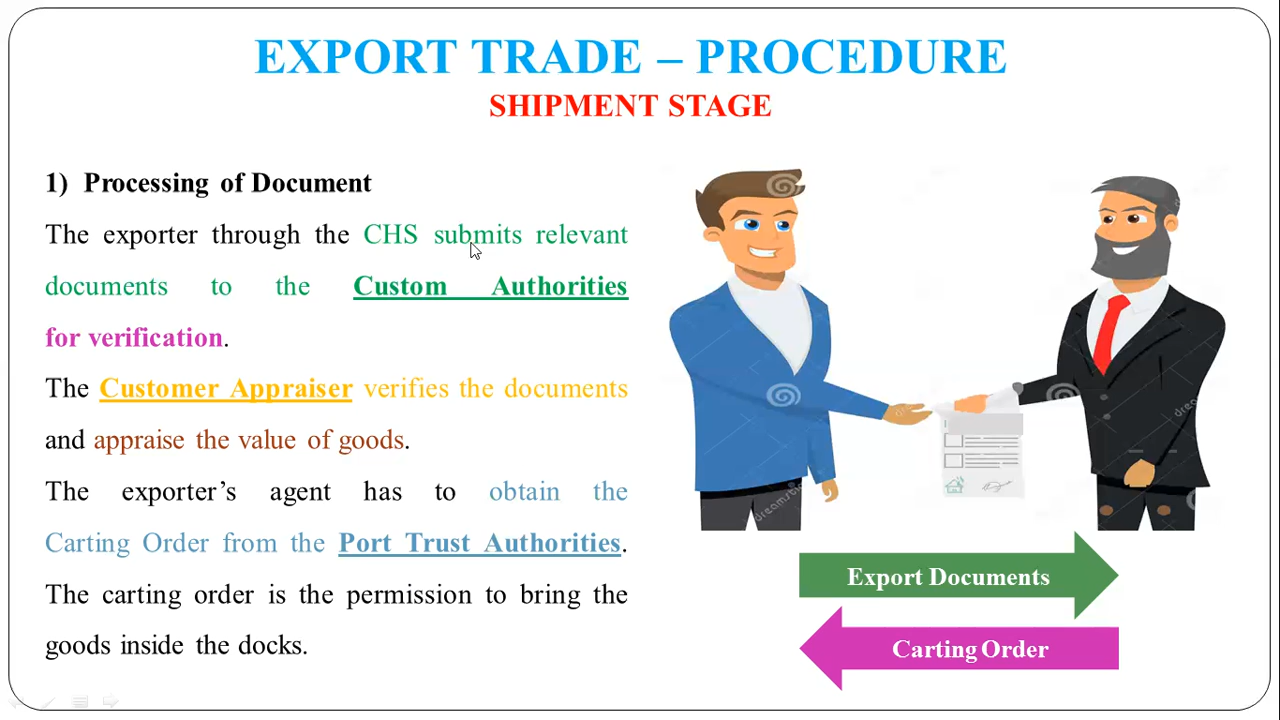 EXPORT TRADE – PROCEDURE
SHIPMENT STAGE
1) Processing of Document
The exporter through the CHS submits relevant
documents to the Custom Authorities
for verification.
The Customer Appraiser verifies the documents
and appraise the value of goods.
The exporter’s agent has to obtain the
Carting Order from the Port Trust Authorities.
The carting order is the permission to bring the
goods inside the docks.
Export Documents
Carting Order